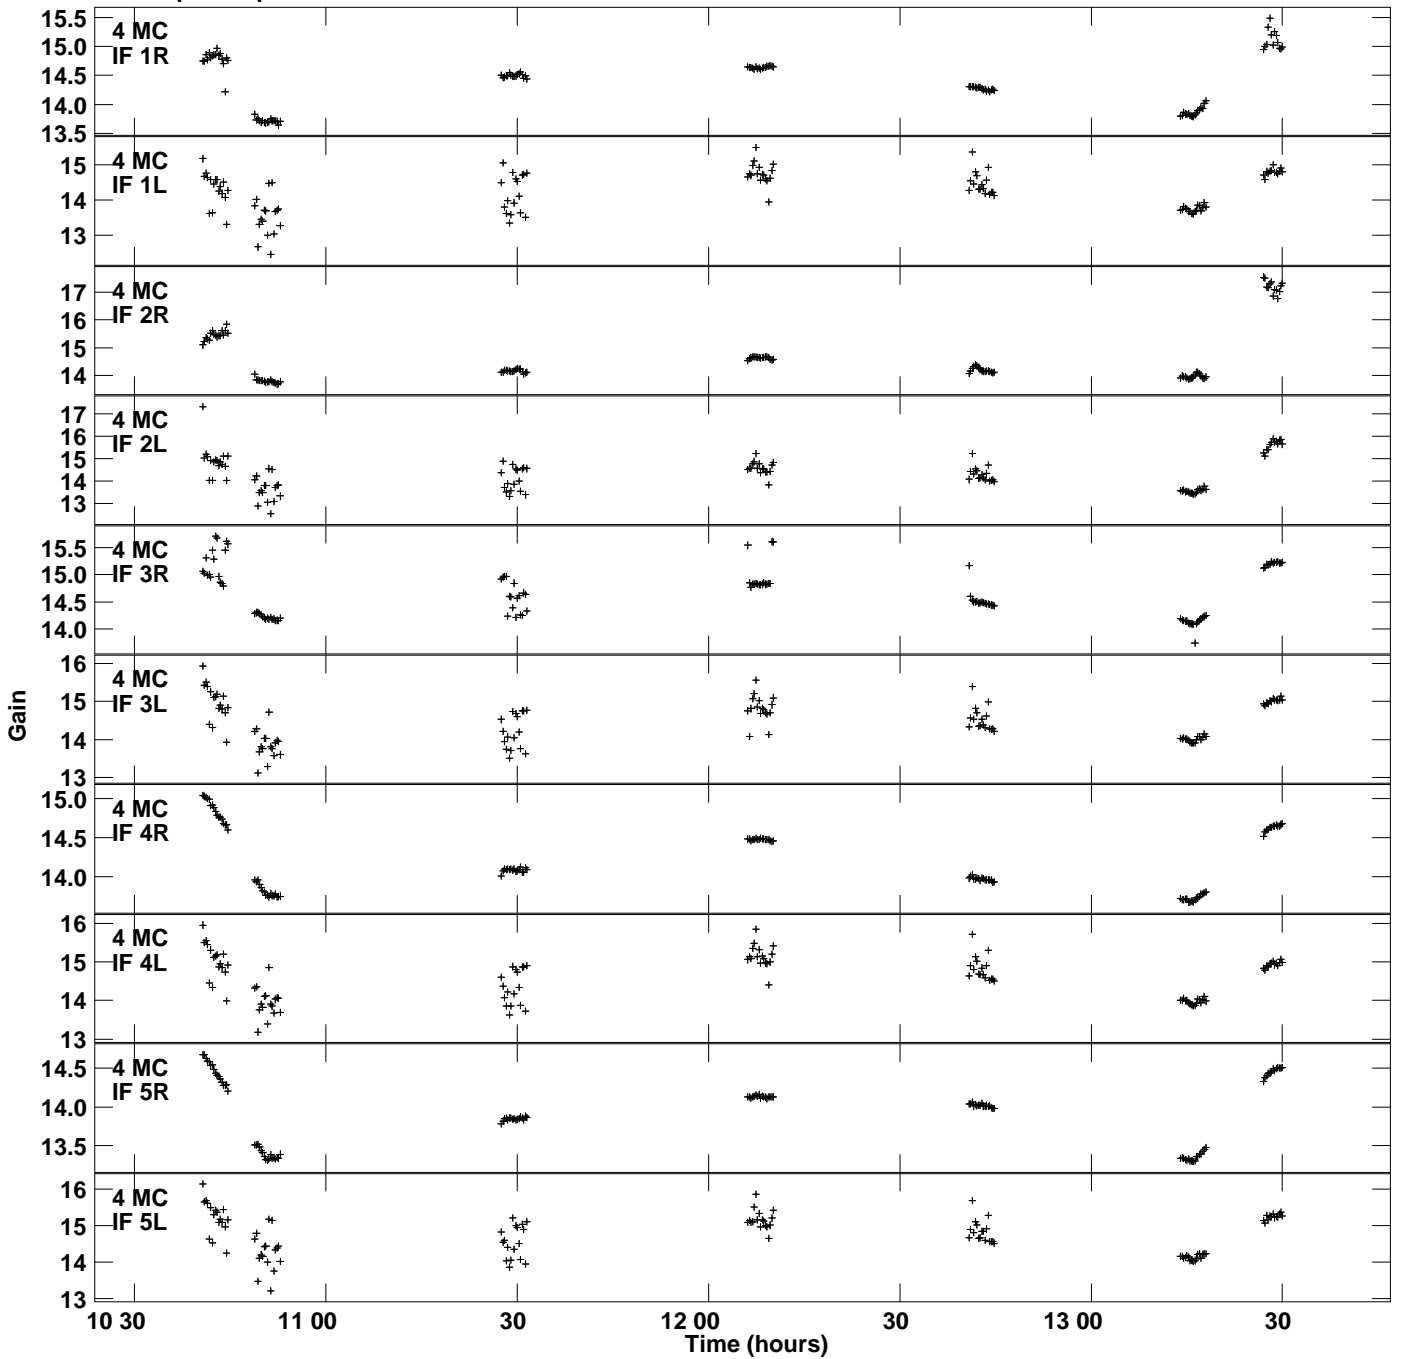 15.5
15.0
14.5
14.0
13.5
4 MC
IF 1R
15
14
13
4 MC
IF 1L
17
16
15
14
4 MC
IF 2R
17
16
15
14
13
4 MC
IF 2L
15.5
15.0
14.5
14.0
4 MC
IF 3R
16
15
14
13
4 MC
IF 3L
Gain
15.0
14.5
14.0
4 MC
IF 4R
16
15
14
13
4 MC
IF 4L
14.5
14.0
13.5
4 MC
IF 5R
16
15
14
13
4 MC
IF 5L
10 30 11 00 30 12 00 30 13 00 30
Time (hours)